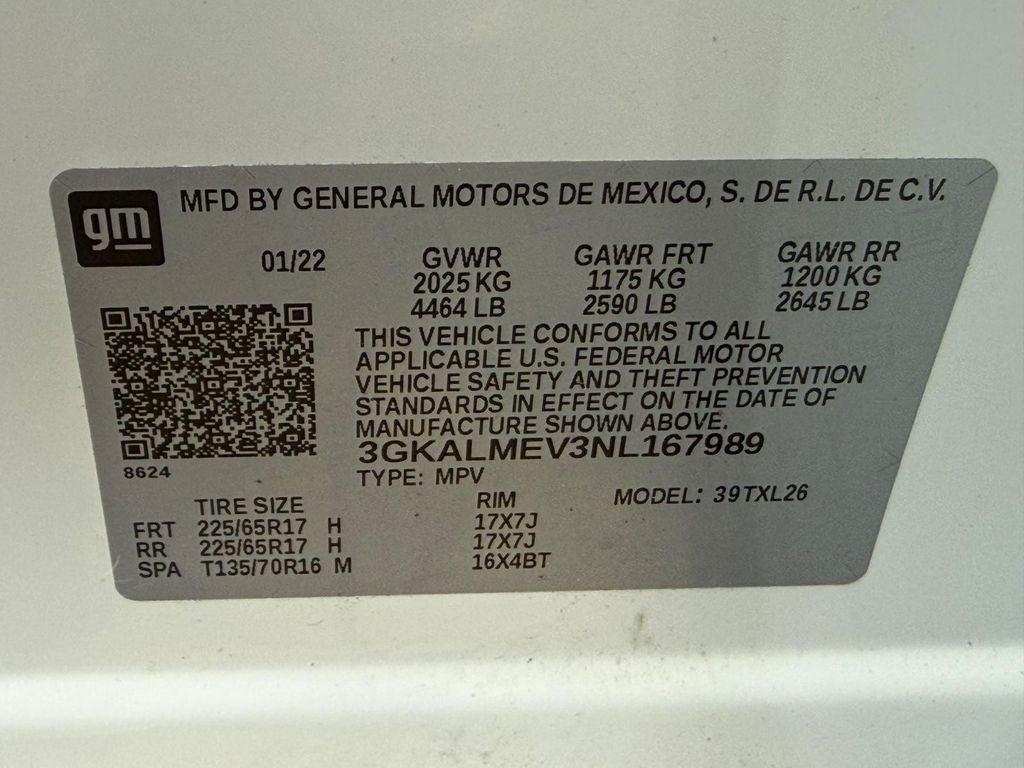 gm
MFD BY GENERAL MOTORS DE MEXICO, S. DE R.L. DE C.V.
01/22 GVWR GAWR FRT GAWR RR
2025 KG 1175 KG 1200 KG
4464 LB 2590 LB 2645 LB
THIS VEHICLE CONFORMS TO ALL
APPLICABLE U.S. FEDERAL MOTOR
VEHICLE SAFETY AND THEFT PREVENTION
STANDARDS IN EFFECT ON THE DATE OF
MANUFACTURE SHOWN ABOVE.
3GKALMEV3NL167989
8624
TYPE: MPV MODEL: 39TXL26
TIRE SIZE RIM
FRT 225/65R17 H 17X7J
RR 225/65R17 H 17X7J
SPA T135/70R16 M 16X4BT